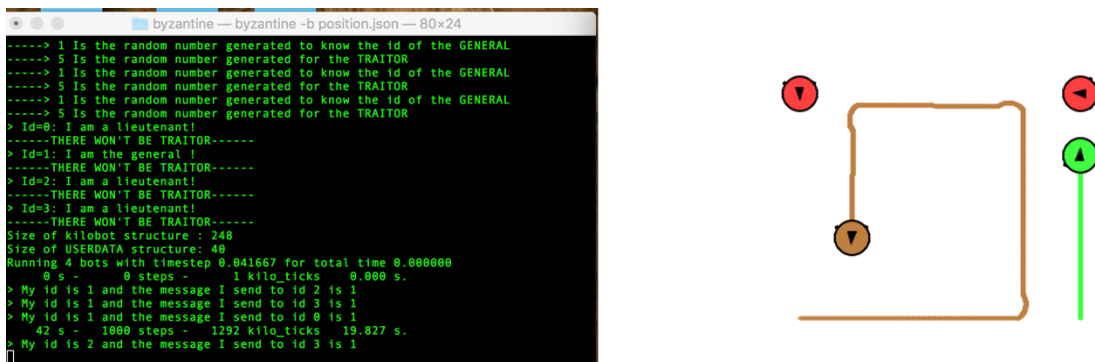 byzantine — byzantine -b position.json — 80×24
-----> 1 Is the random number generated to know the id of the GENERAL
-----> 5 Is the random number generated for the TRAITOR
-----> 1 Is the random number generated to know the id of the GENERAL
-----> 5 Is the random number generated for the TRAITOR
-----> 1 Is the random number generated to know the id of the GENERAL
-----> 5 Is the random number generated for the TRAITOR
> Id=0: I am a lieutenant!
------THERE WON'T BE TRAITOR------
> Id=1: I am the general !
------THERE WON'T BE TRAITOR------
> Id=2: I am a lieutenant!
------THERE WON'T BE TRAITOR------
> Id=3: I am a lieutenant!
------THERE WON'T BE TRAITOR------
Size of kilobot structure : 248
Size of USERDATA structure: 40
Running 4 bots with timestep 0.041667 for total time 0.000000
0 s - 0 steps - 1 kilo_ticks 0.000 s.
> My id is 1 and the message I send to id 2 is 1
> My id is 1 and the message I send to id 3 is 1
> My id is 1 and the message I send to id 0 is 1
42 s - 1000 steps - 1292 kilo_ticks 19.827 s.
> My id is 2 and the message I send to id 3 is 1